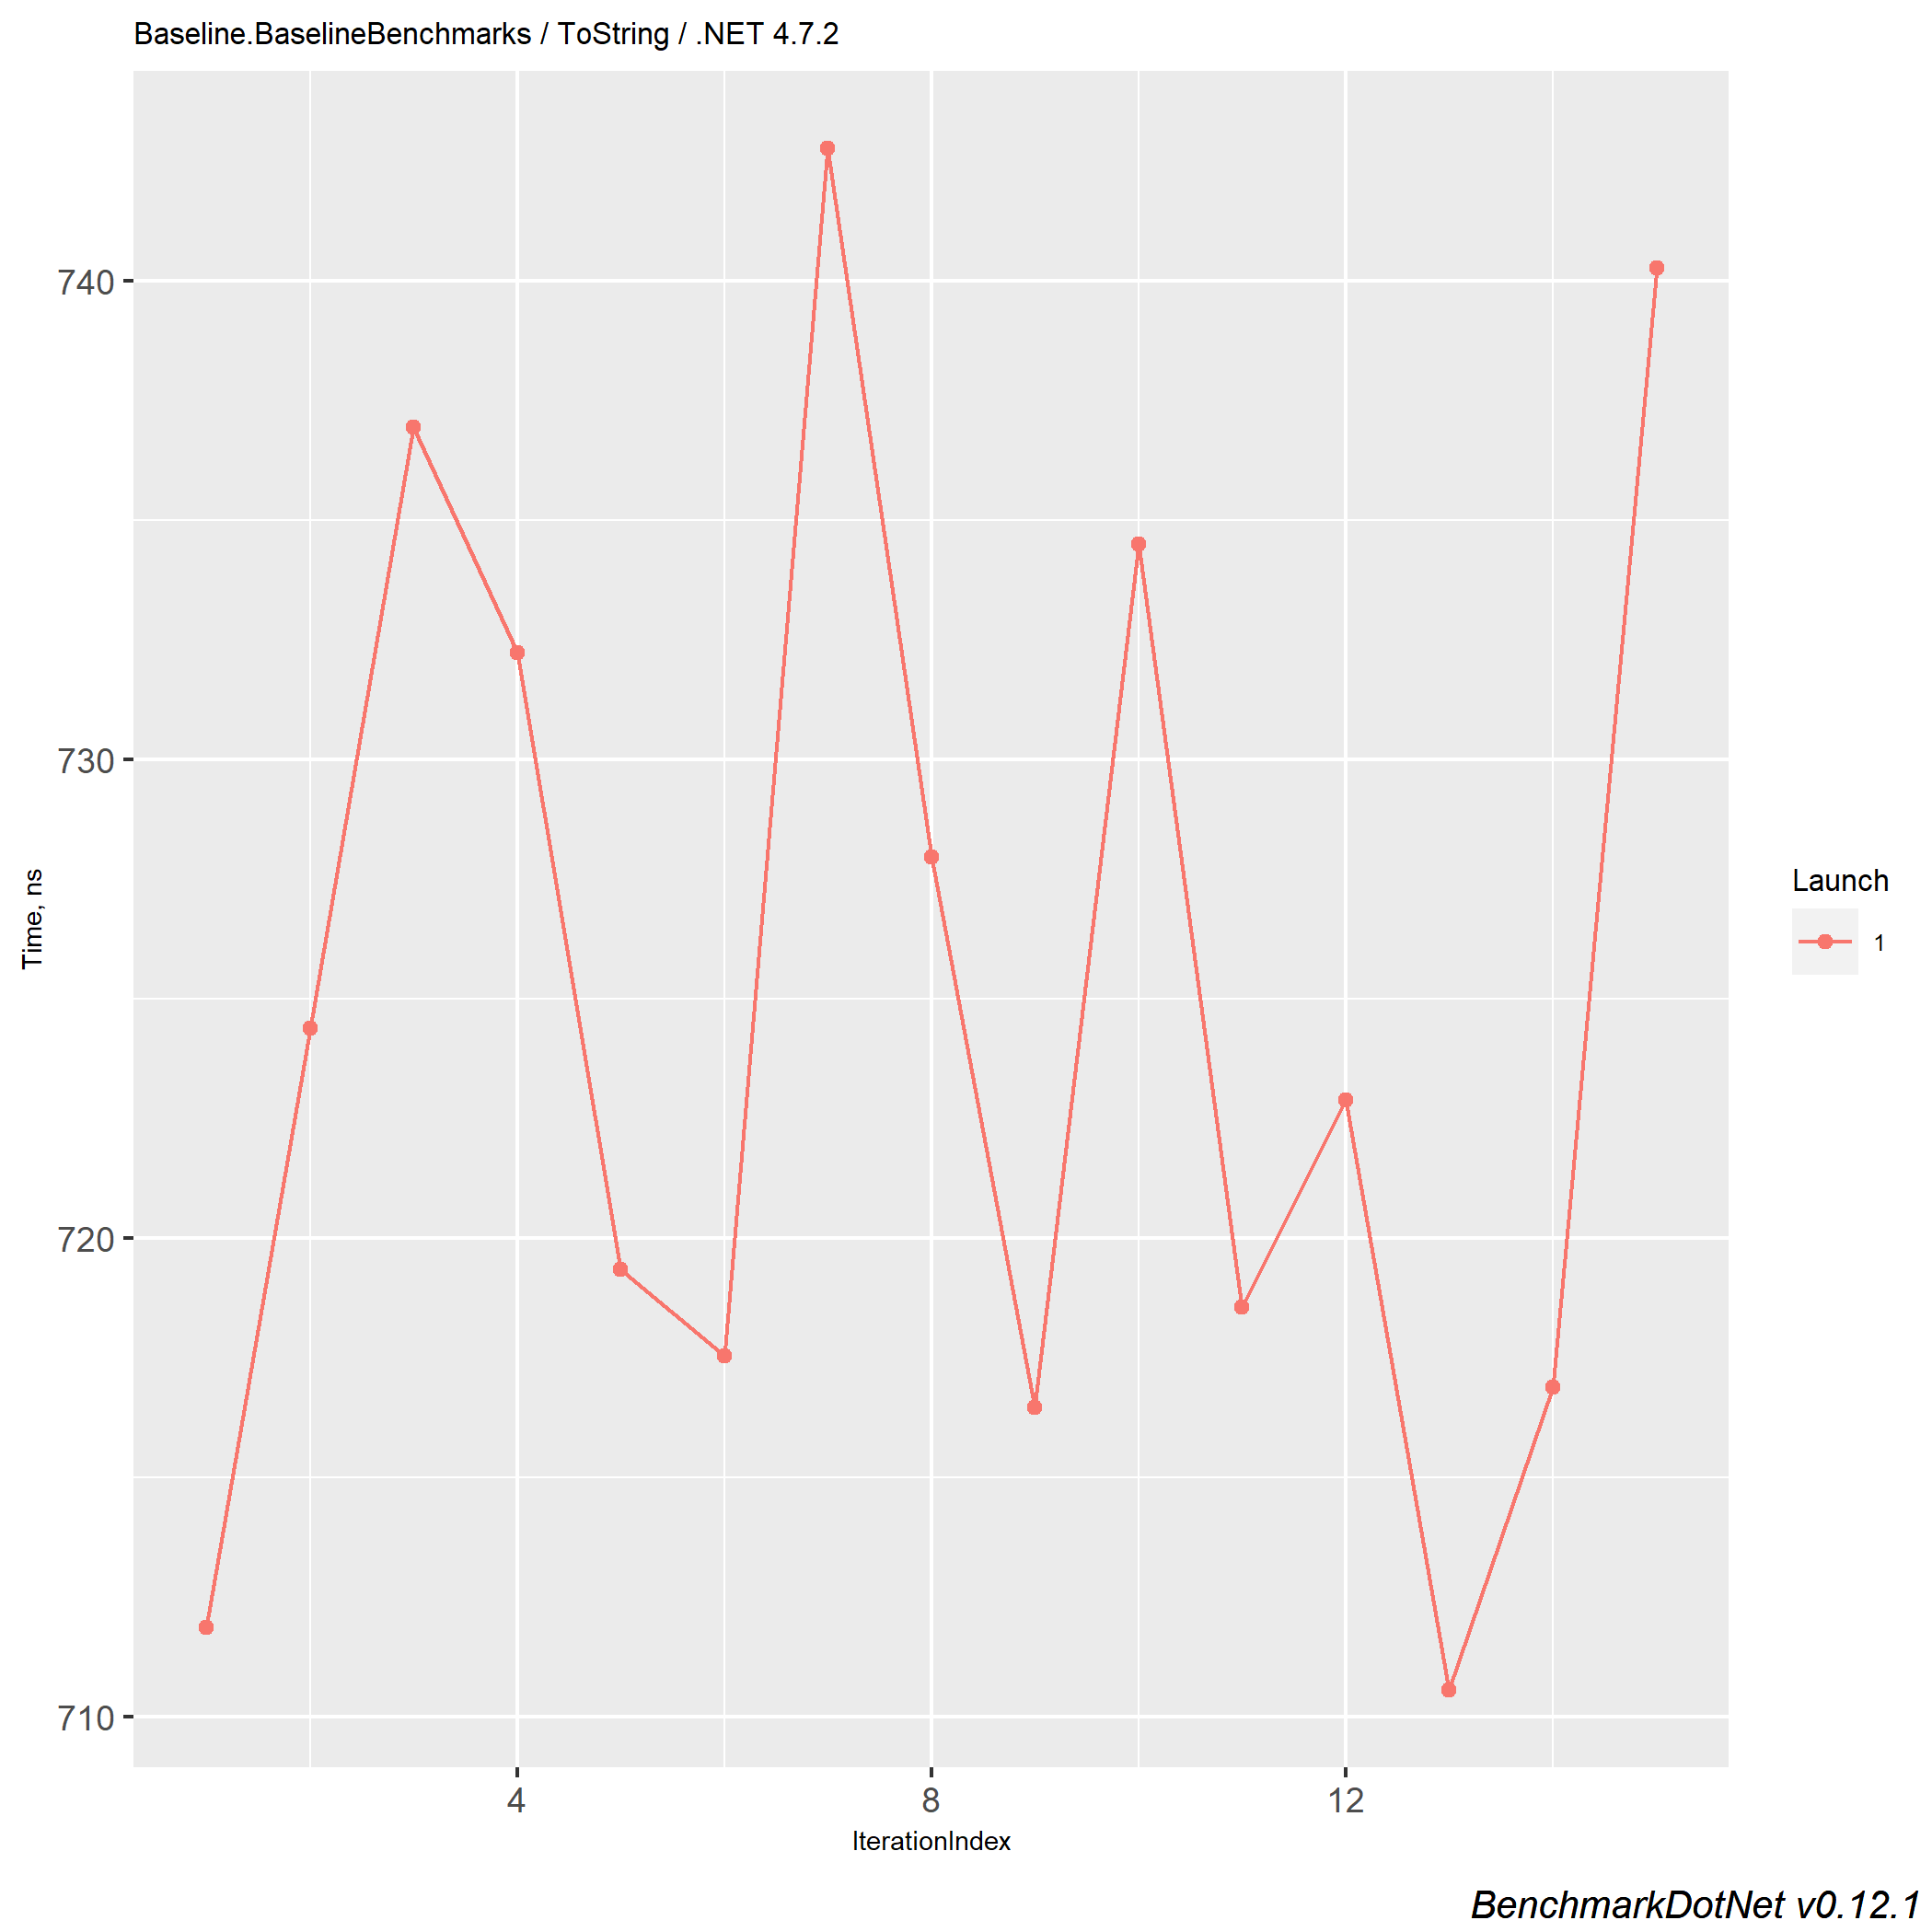 Baseline.BaselineBenchmarks / ToString / .NET 4.7.2
740
730
720
710
Time, ns
4
8
12
IterationIndex
Launch
1
BenchmarkDotNet v0.12.1